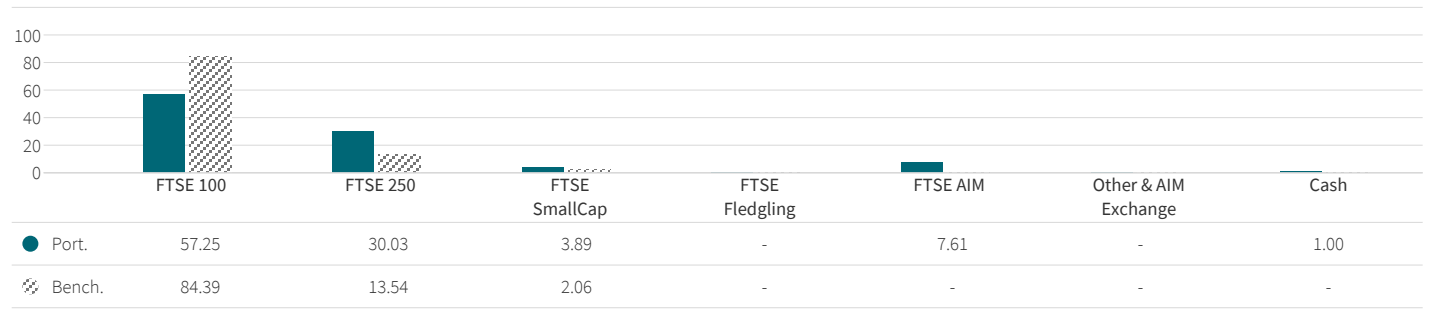 100
80
60
40
20
0
FTSE 100 FTSE 250 FTSE SmallCap FTSE Fledgling FTSE AIM Other & AIM Exchange Cash
Port. 57.25 30.03 3.89 - 7.61 - 1.00
Bench. 84.39 13.54 2.06 - - - -